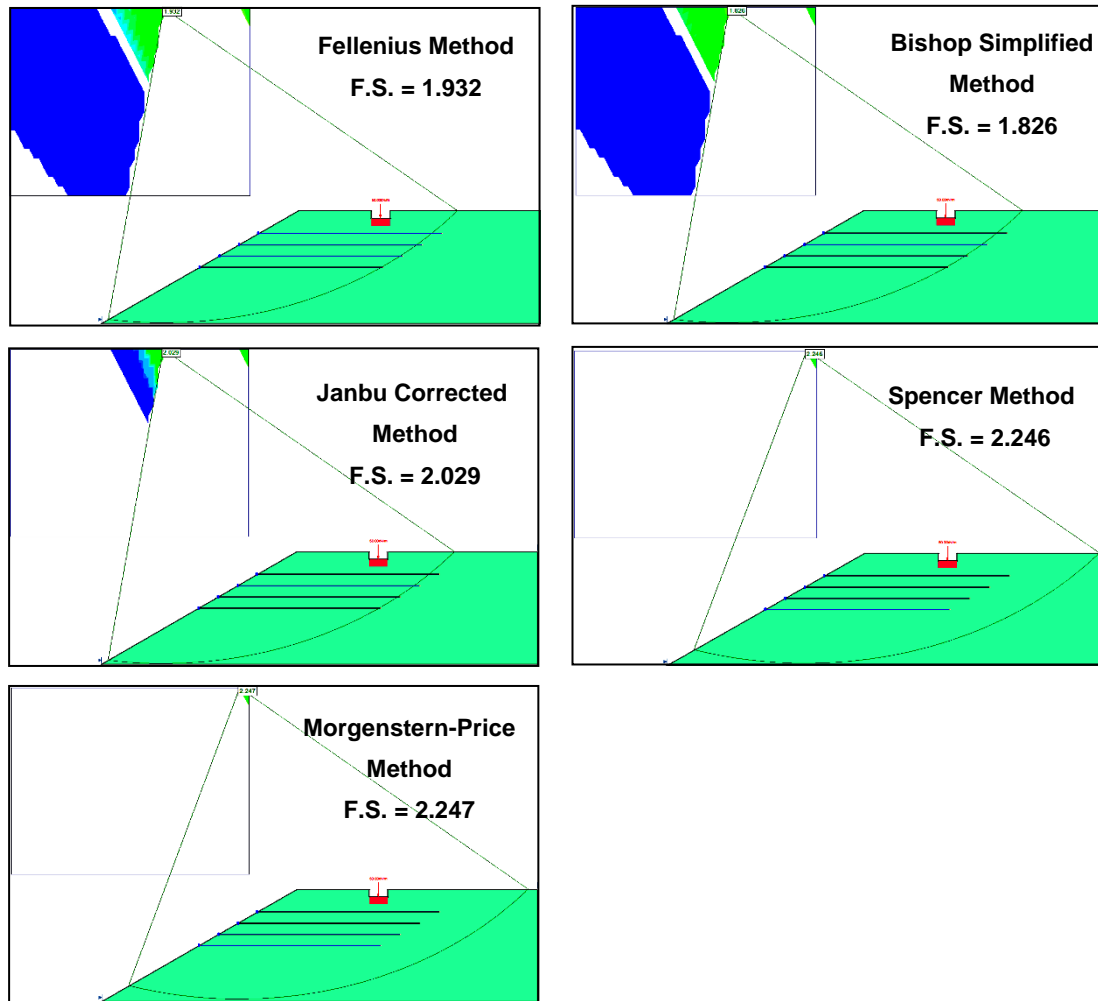 1.932
Fellenius Method
F.S. = 1.932
1.826
Bishop Simplified
Method
F.S. = 1.826
2.029
Janbu Corrected
Method
F.S. = 2.029
2.246
Spencer Method
F.S. = 2.246
2.247
Morgenstern-Price
Method
F.S. = 2.247